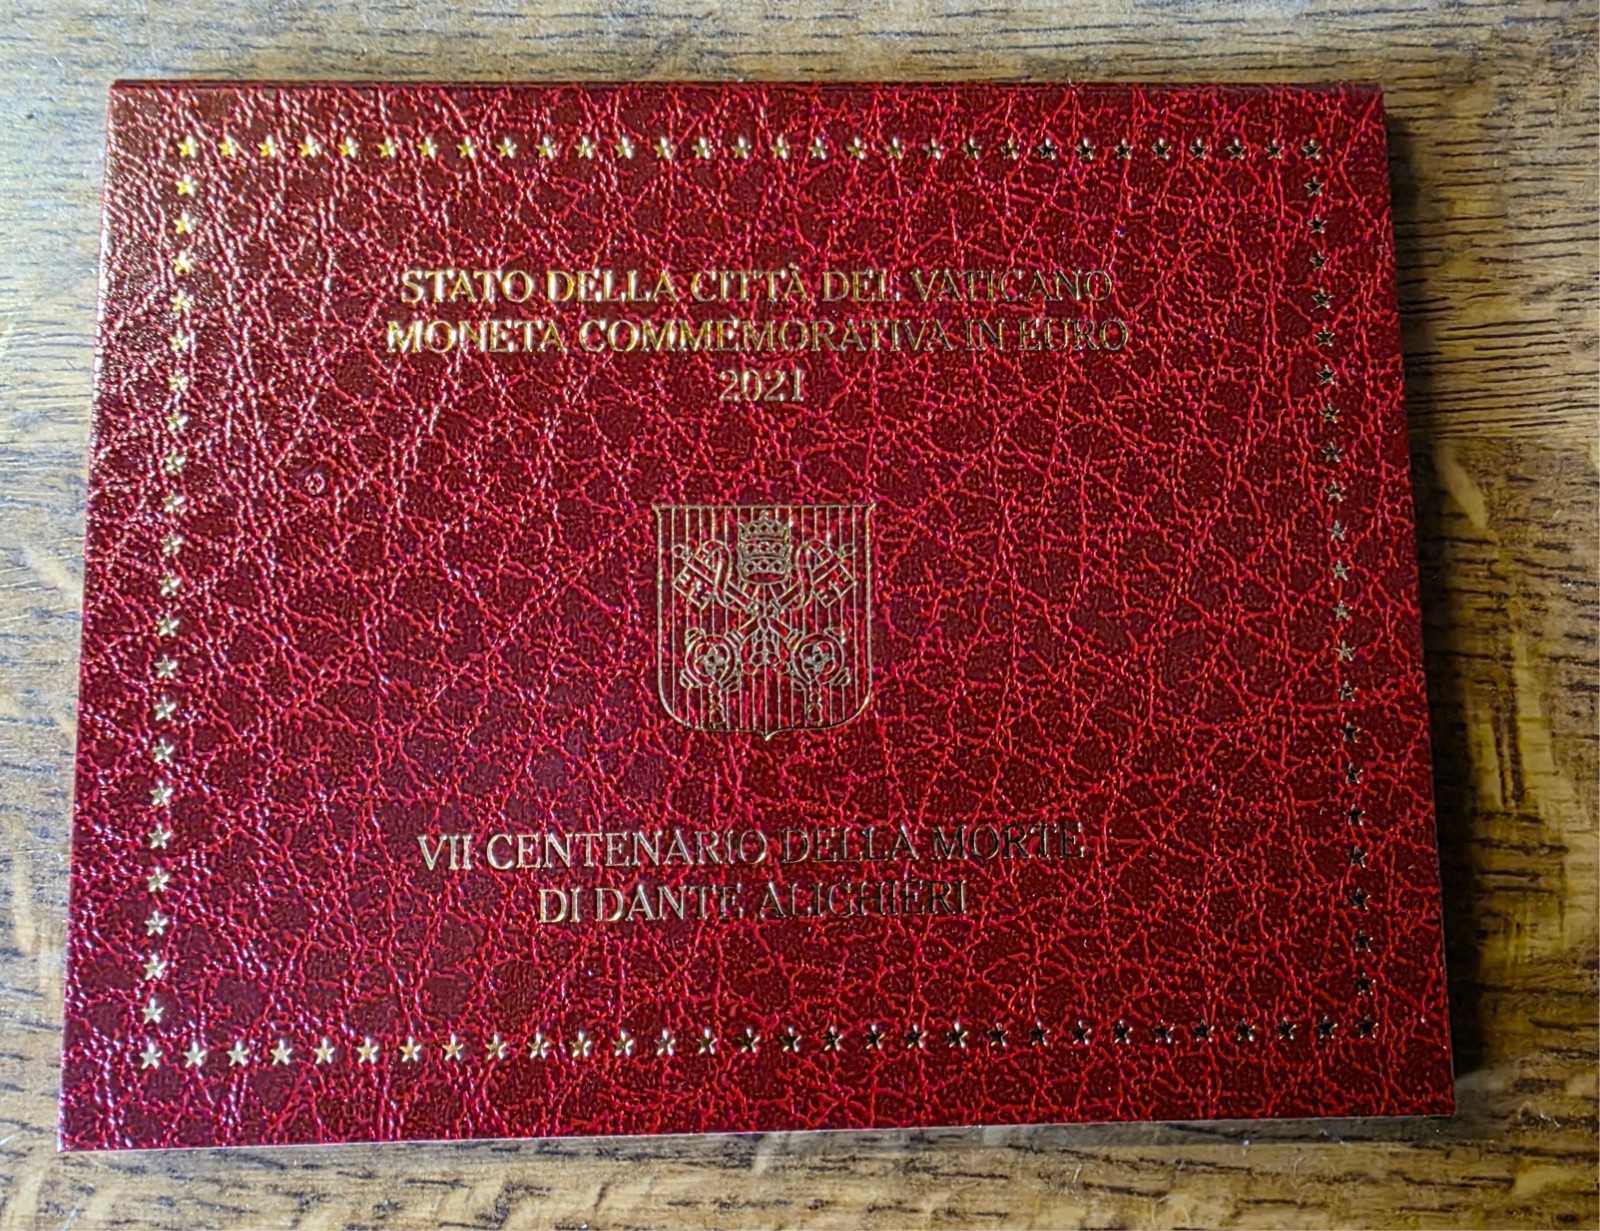 STATO DELLA CITTÀ DEL VATICANO
MONETA COMMEMORATIVA IN EURO
2021
VII CENTENARIO DELLA MORTE
DI DANTE ALIGHIERI